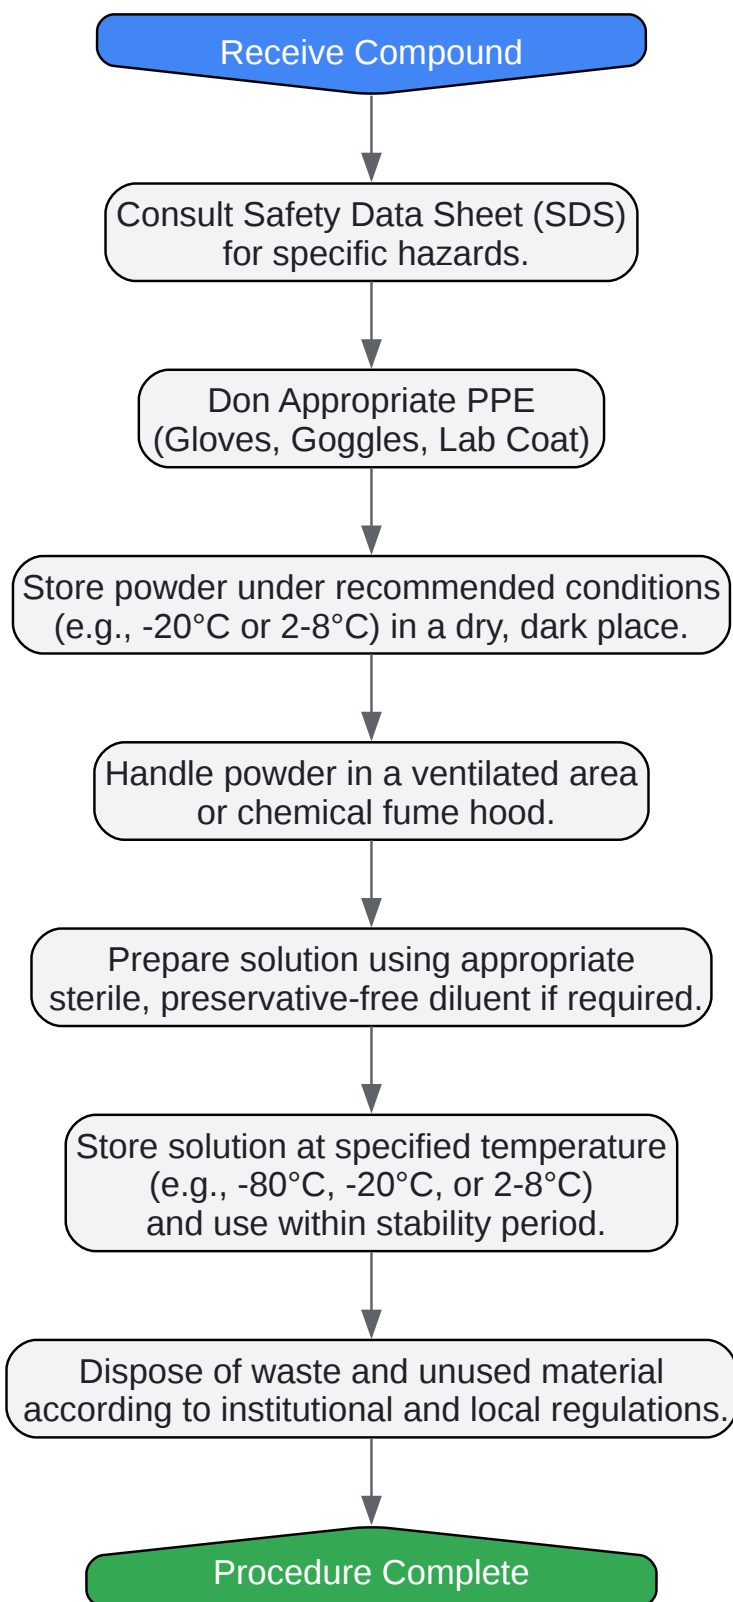 Receive Compound
Consult Safety Data Sheet (SDS)
for specific hazards.
Don Appropriate PPE
(Gloves, Goggles, Lab Coat)
Store powder under recommended conditions
(e.g., -20°C or 2-8°C) in a dry, dark place.
Handle powder in a ventilated area
or chemical fume hood.
Prepare solution using appropriate
sterile, preservative-free diluent if required.
Store solution at specified temperature
(e.g., -80°C, -20°C, or 2-8°C)
and use within stability period.
Dispose of waste and unused material
according to institutional and local regulations.
Procedure Complete